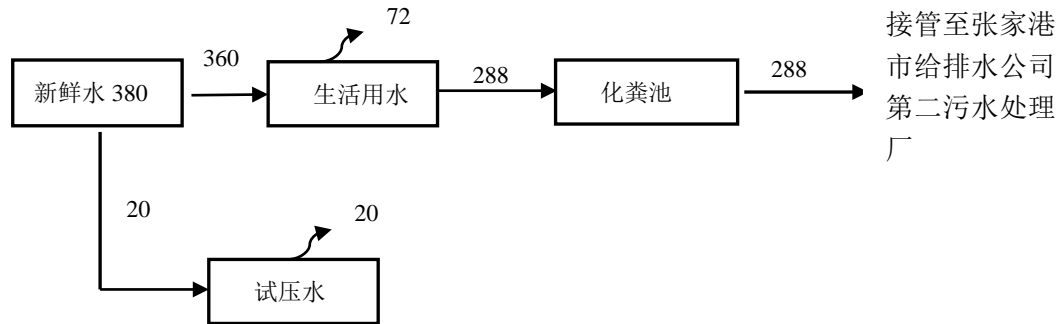 72
接管至张家港
市给排水公司
第二污水处理
厂
360
288
288
新鲜水 380
生活用水
化粪池
20
20
试压水